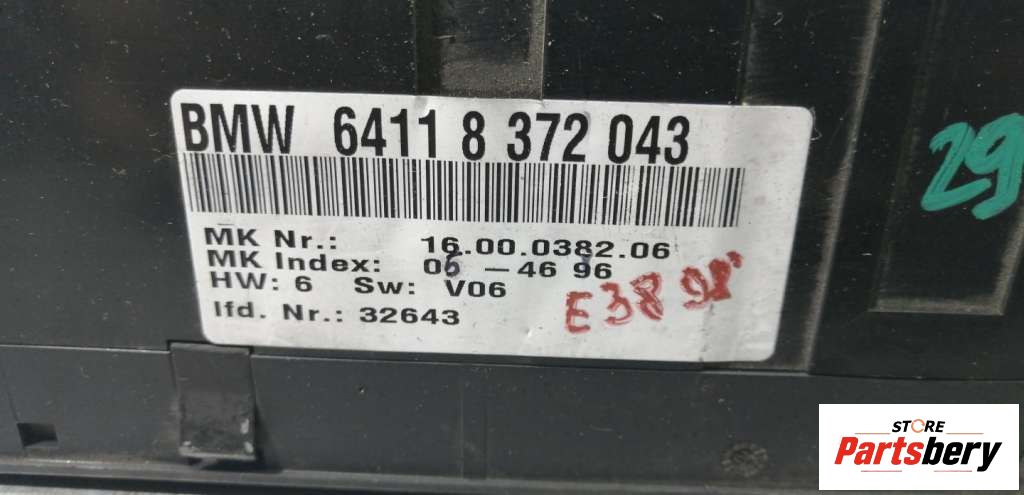 BMW 6411 8 372 043
MK Nr.: 16.00.0382.06
MK Index: 06 -46 96
HW: 6 Sw: V06
lfd. Nr.: 32643
E38 98'
29
STORE
Partsbery